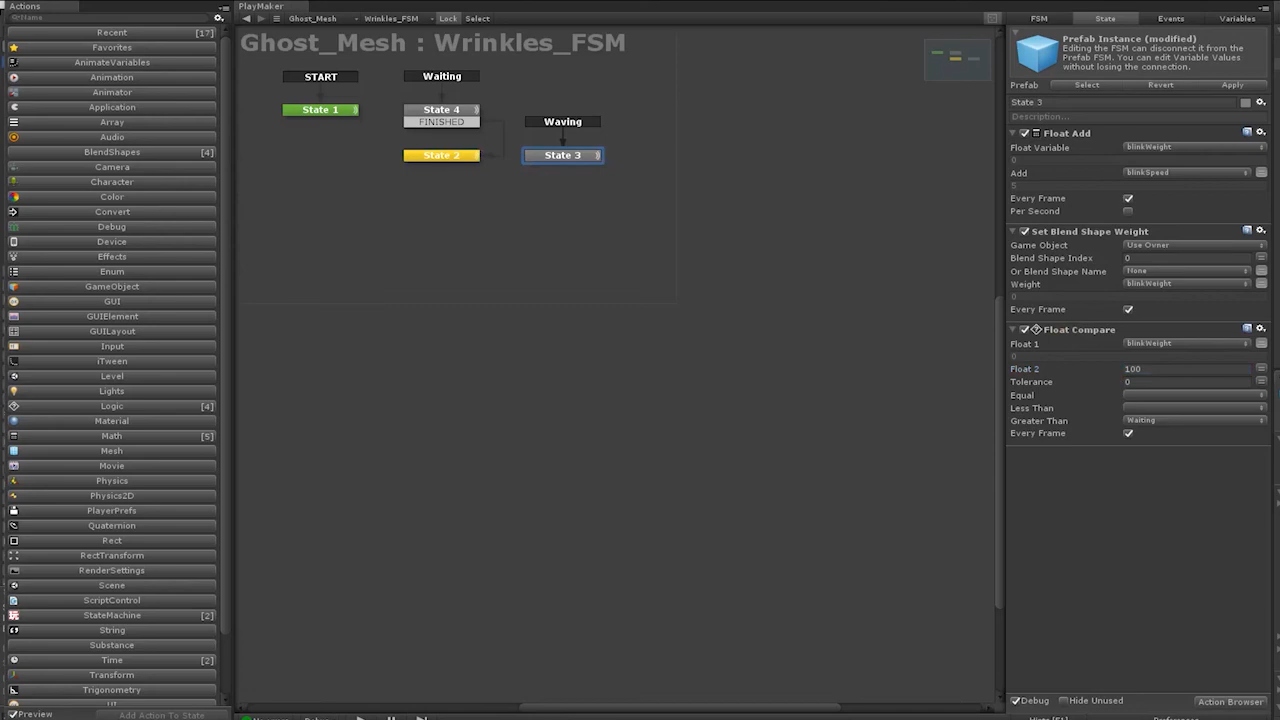 Actions
PlayMaker
Name
Ghost_Mesh
Wrinkles_FSM
Lock
Select
FSM
State
Events
Variables
Recent [17]
Favorites
AnimateVariables
Animation
Animator
Application
Array
Audio
BlendShapes [4]
Camera
Character
Color
Convert
Debug
Device
Effects
Enum
GameObject
GUI
GUIElement
GUILayout
Input
iTween
Level
Lights
Logic [4]
Material
Math [5]
Mesh
Movie
Physics
Physics2D
PlayerPrefs
Quaternion
Rect
RectTransform
RenderSettings
Scene
ScriptControl
StateMachine [2]
String
Substance
Time [2]
Transform
Trigonometry
Preview
Add Action To State
Ghost_Mesh : Wrinkles_FSM
START
State 1
Waiting
State 4
FINISHED
State 2
Waving
State 3
Prefab Instance (modified)
Editing the FSM can disconnect it from the
Prefab FSM. You can edit Variable Values
without losing the connection.
Prefab Select Revert Apply
State 3
Description...
Float Add
Float Variable blinkWeight
0
Add blinkSpeed
5
Every Frame
Per Second
Set Blend Shape Weight
Game Object Use Owner
Blend Shape Index 0
Or Blend Shape Name None
Weight blinkWeight
0
Every Frame
Float Compare
Float 1 blinkWeight
0
Float 2 100
Tolerance 0
Equal
Less Than
Greater Than Waiting
Every Frame
Debug
Hide Unused
Action Browser